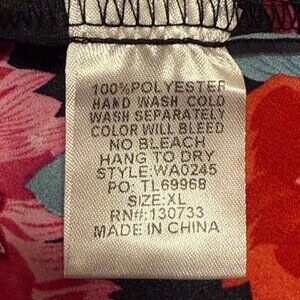 100%POLYESTER
HAND WASH COLD
WASH SEPARATELY
COLOR WILL BLEED
NO BLEACH
HANG TO DRY
STYLE:WA0245
PO: TL69968
SIZE:XL
RN#:130733
MADE IN CHINA